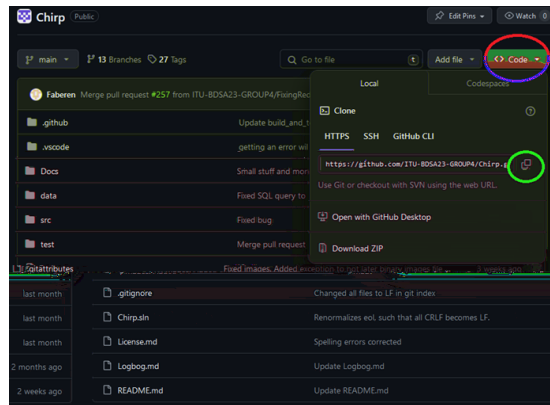 Chirp Public Edit Pins Watch 0
main 13 Branches 27 Tags Go to file t Add file Code
Local Codespaces
Faberen Merge pull request #257 from ITU-BDSA23-GROUP4/FixingRed
Clone
.github Update build_and_t
HTTPS SSH GitHub CLI
.vscode getting an error wil
https://github.com/ITU-BDSA23-GROUP4/Chirp.g
Docs Small stuff and mor
Use Git or checkout with SVN using the web URL.
data Fixed SQL query to
Open with GitHub Desktop
src Fixed bug
test Merge pull request
Download ZIP
.gitattributes Fixed images. Added exception to
last month .gitignore Changed all files to LF in git index
last month Chirp.sln Renormalizes eol, such that all CRLF becomes LF.
last month License.md Spelling errors corrected
2 months ago Logbog.md Update Logbog.md
2 weeks ago README.md Update README.md